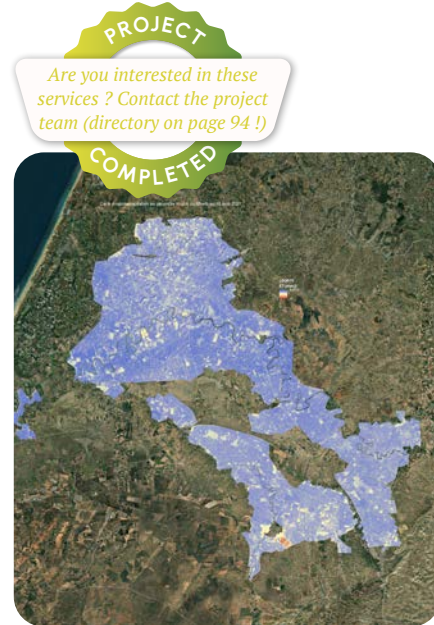 PROJECT
Are you interested in these
services ? Contact the project
team (directory on page 94 !)
COMPLETED